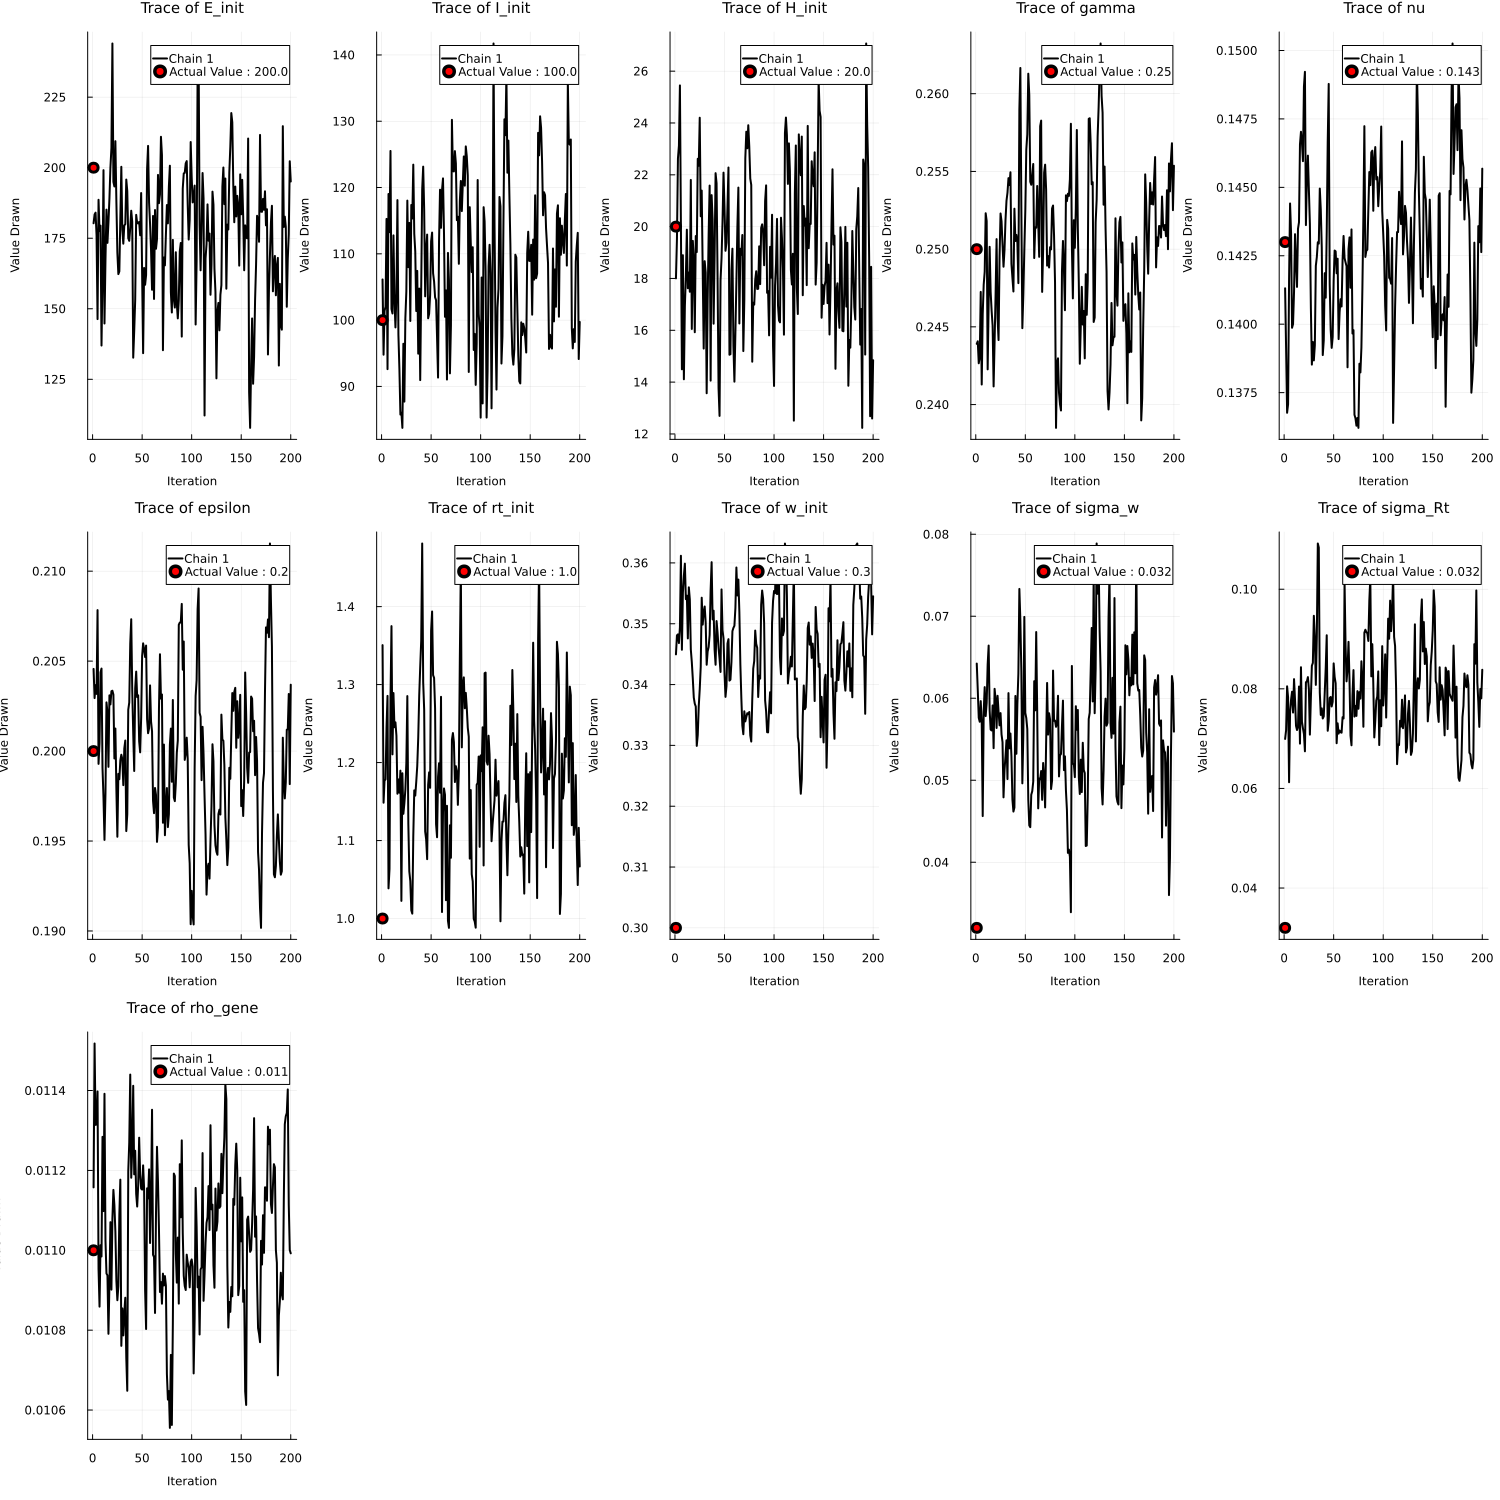 Trace of E_init
Trace of I_init
Trace of H_init
Trace of gamma
Trace of nu
Chain 1
Actual Value : 200.0
Chain 1
Actual Value : 100.0
Chain 1
Actual Value : 20.0
Chain 1
Actual Value : 0.25
Chain 1
Actual Value : 0.143
225
200
175
150
125
140
130
120
110
100
90
26
24
22
20
18
16
14
12
0.260
0.255
0.250
0.245
0.240
0.1500
0.1475
0.1450
0.1425
0.1400
0.1375
Value Drawn
Value Drawn
Value Drawn
Value Drawn
Value Drawn
0 50 100 150 200
0 50 100 150 200
0 50 100 150 200
0 50 100 150 200
0 50 100 150 200
Iteration
Iteration
Iteration
Iteration
Iteration
Trace of epsilon
Trace of rt_init
Trace of w_init
Trace of sigma_w
Trace of sigma_Rt
Chain 1
Actual Value : 0.2
Chain 1
Actual Value : 1.0
Chain 1
Actual Value : 0.3
Chain 1
Actual Value : 0.032
Chain 1
Actual Value : 0.032
0.210
0.205
0.200
0.195
0.190
1.4
1.3
1.2
1.1
1.0
0.36
0.35
0.34
0.33
0.32
0.31
0.30
0.08
0.07
0.06
0.05
0.04
0.10
0.08
0.06
0.04
Value Drawn
Value Drawn
Value Drawn
Value Drawn
Value Drawn
0 50 100 150 200
0 50 100 150 200
0 50 100 150 200
0 50 100 150 200
0 50 100 150 200
Iteration
Iteration
Iteration
Iteration
Iteration
Trace of rho_gene
Chain 1
Actual Value : 0.011
0.0114
0.0112
0.0110
0.0108
0.0106
0 50 100 150 200
Iteration